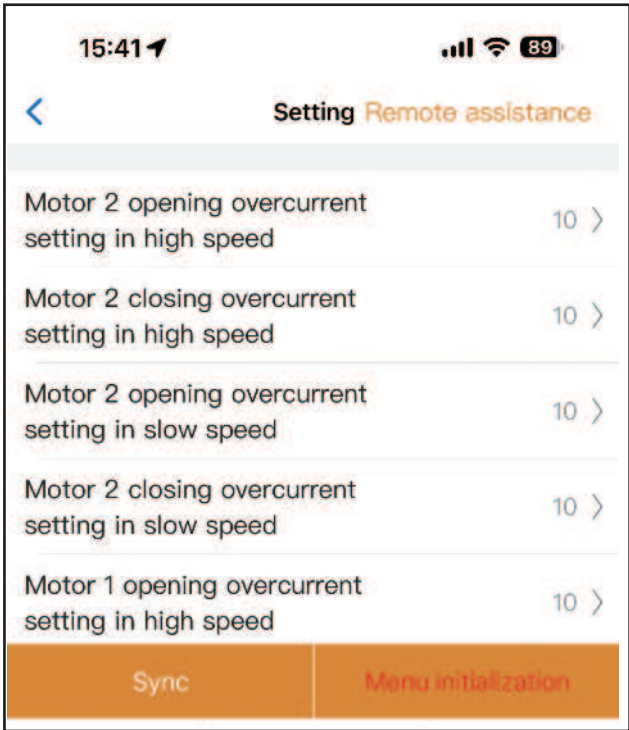 15:41
89
Setting Remote assistance
Motor 2 opening overcurrent
setting in high speed
10
Motor 2 closing overcurrent
setting in high speed
10
Motor 2 opening overcurrent
setting in slow speed
10
Motor 2 closing overcurrent
setting in slow speed
10
Motor 1 opening overcurrent
setting in high speed
10
Sync
Menu initialization